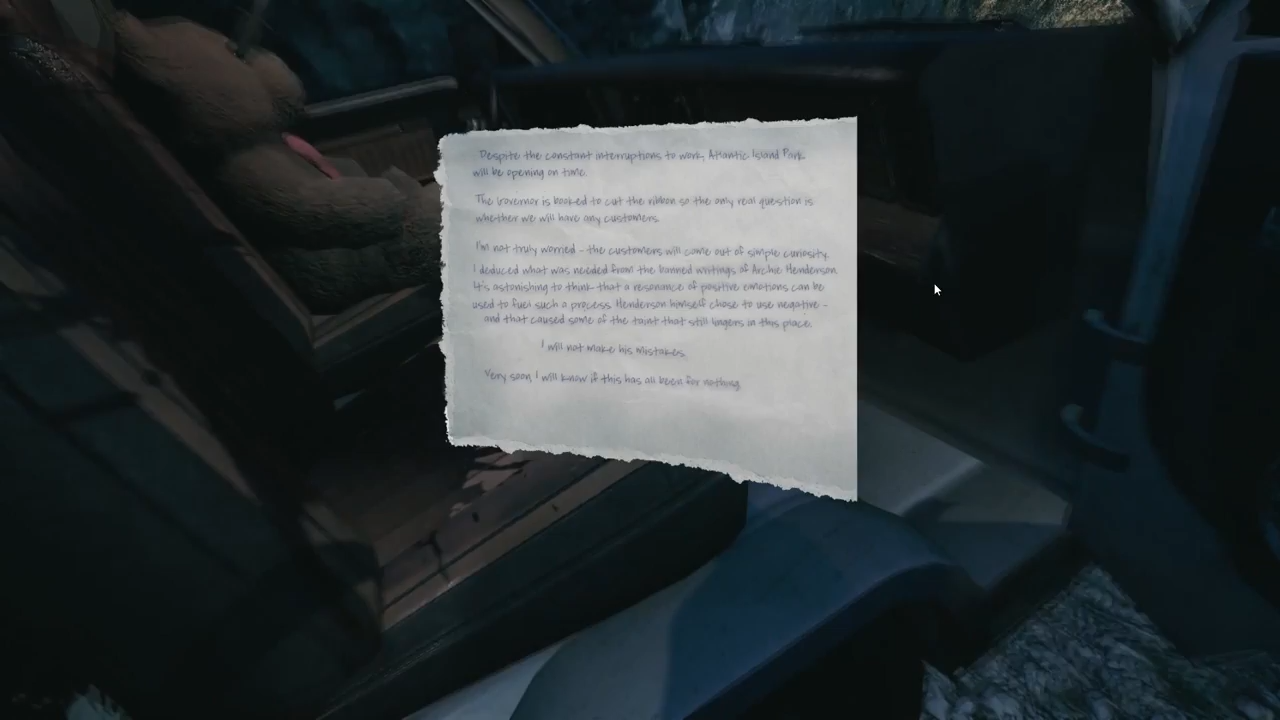 Despite the constant interruptions to work, Atlantic Island Park
will be opening on time.
The Governor is booked to cut the ribbon so the only real question is
whether we will have any customers.
I'm not truly worried - the customers will come out of simple curiosity.
I deduced what was needed from the banned writings of Archie Henderson.
It's astonishing to think that a resonance of positive emotions can be
used to fuel such a process. Henderson himself chose to use negative -
and that caused some of the taint that still lingers in this place.
I will not make his mistakes.
Very soon, I will know if this has all been for nothing.